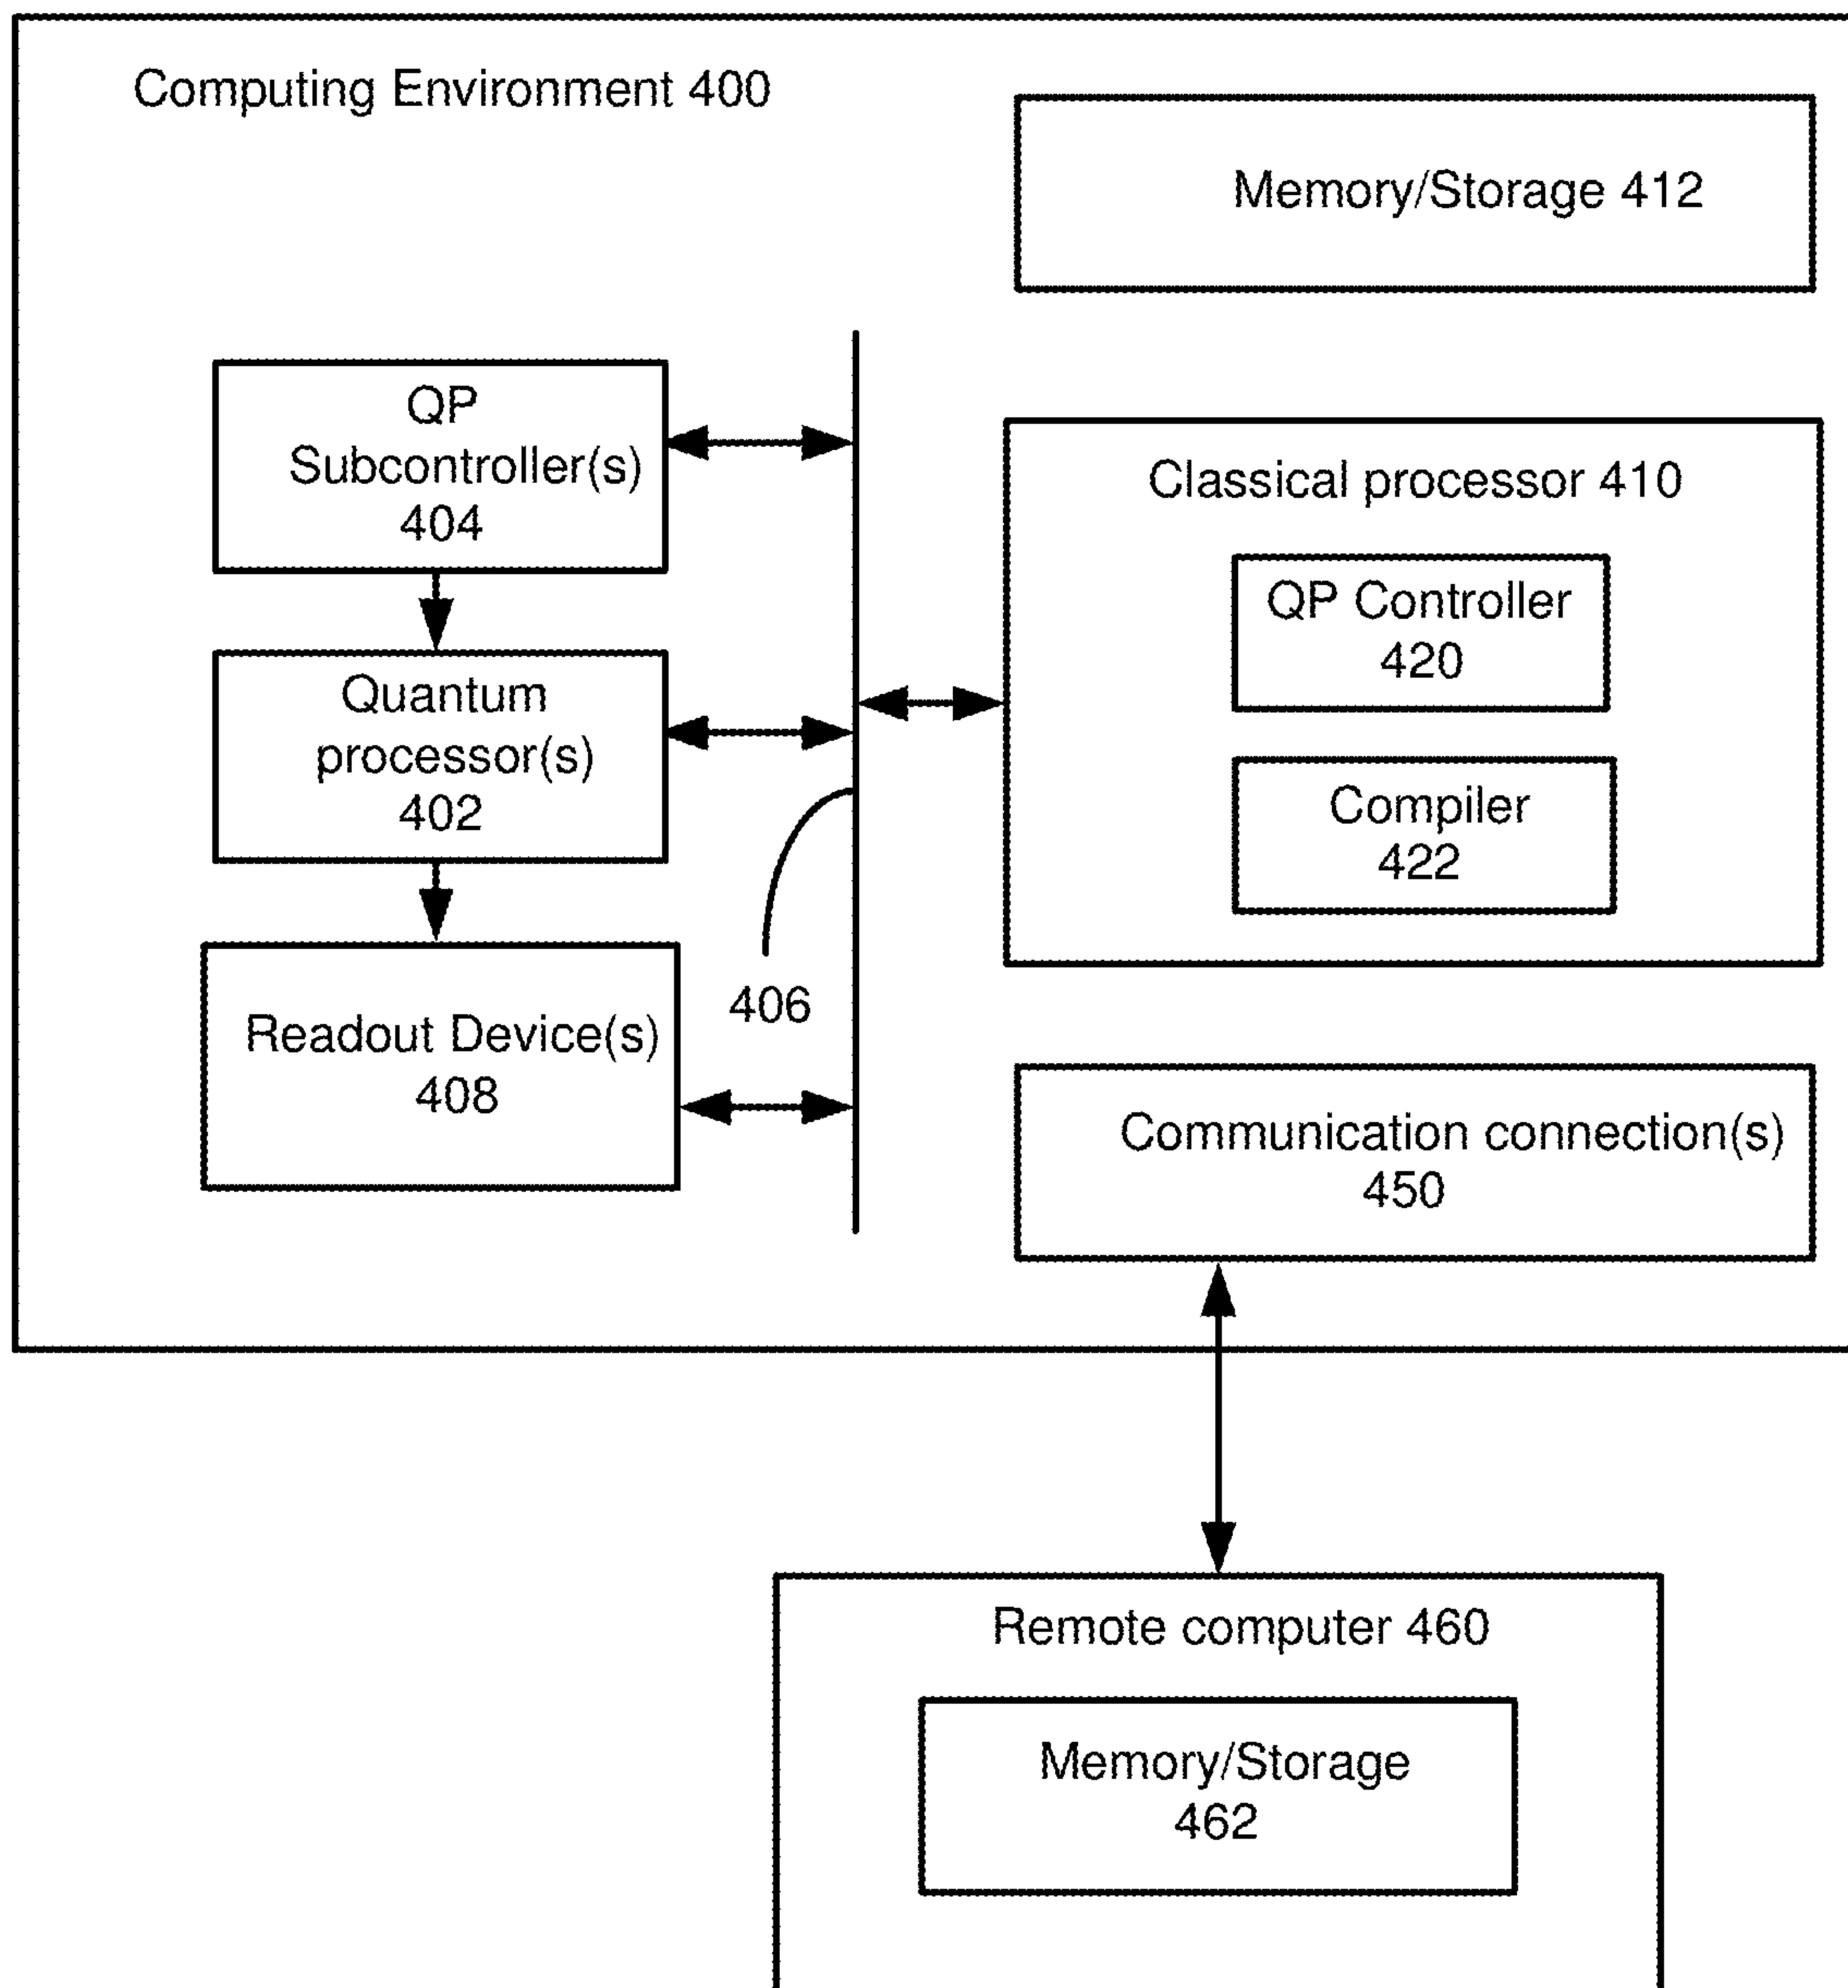 Computing Environment 400
Memory/Storage 412
QP
Subcontroller(s)
404
Classical processor 410
QP Controller
420
Quantum
processor(s)
402
Compiler
422
406
Readout Device(s)
408
Communication connection(s)
450
Remote computer 460
Memory/Storage
462